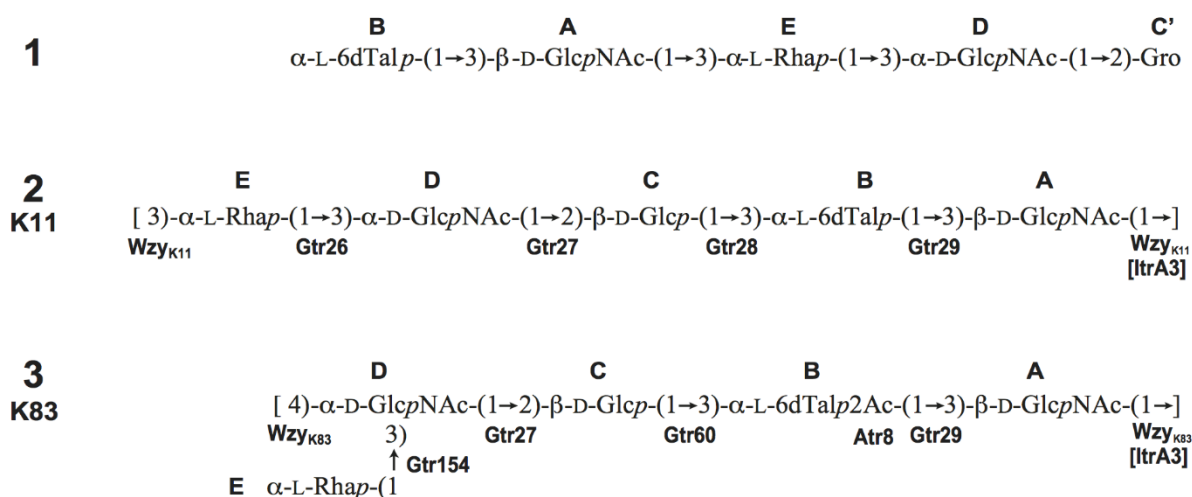 B A E D C’
1 α-L-6dTalp-(1→3)-β-D-GlcpNAc-(1→3)-α-L-Rhap-(1→3)-α-D-GlcpNAc-(1→2)-Gro
2 E D C B A
K11 [ 3)-α-L-Rhap-(1→3)-α-D-GlcpNAc-(1→2)-β-D-Glcp-(1→3)-α-L-6dTalp-(1→3)-β-D-GlcpNAc-(1→]
WzyK11 Gtr26 Gtr27 Gtr28 Gtr29 WzyK11
[ItrA3]
3 D C B A
K83 [ 4)-α-D-GlcpNAc-(1→2)-β-D-Glcp-(1→3)-α-L-6dTalp2Ac-(1→3)-β-D-GlcpNAc-(1→]
WzyK83 3) Gtr27 Gtr60 Atr8 Gtr29 WzyK83
↑ Gtr154 [ItrA3]
E α-L-Rhap-(1